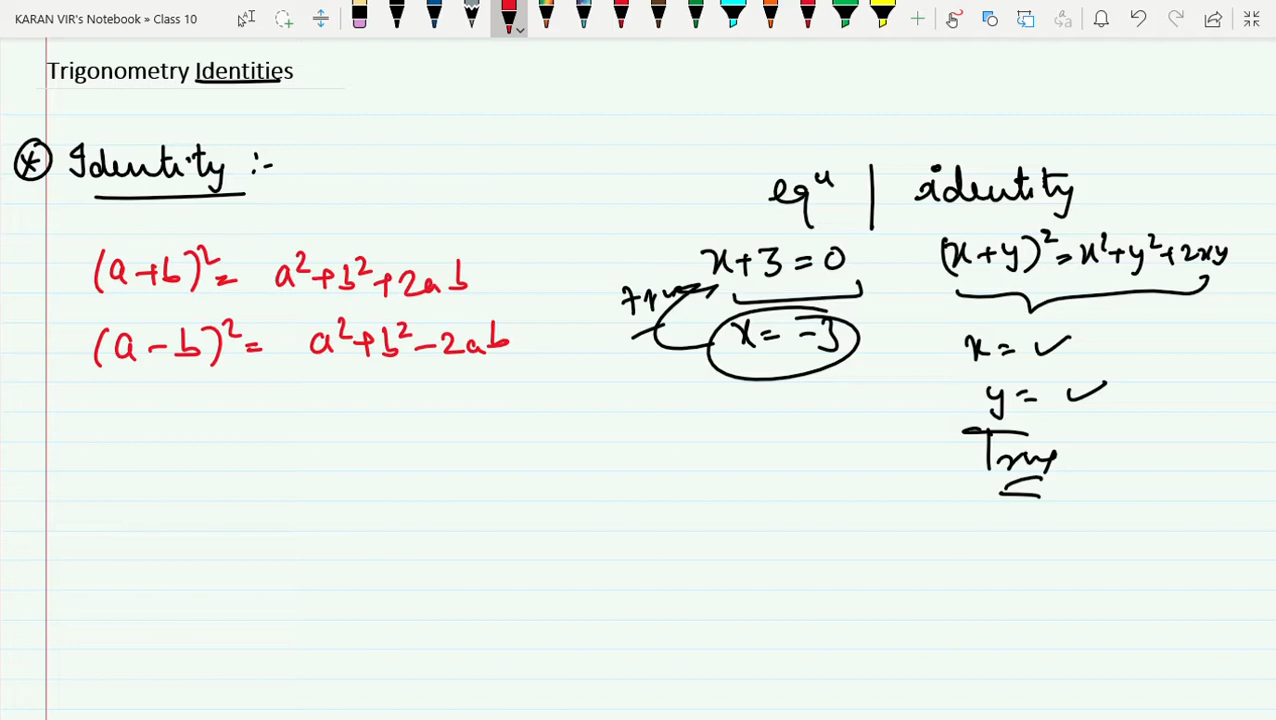 KARAN VIR's Notebook » Class 10
Trigonometry Identities
* Identity :-
(a+b)² = a²+b²+2ab
(a-b)² = a²+b²-2ab
eqⁿ | identity
x+3=0
x = -3
True
(x+y)² = x²+y²+2xy
x = ✓
y = ✓
True